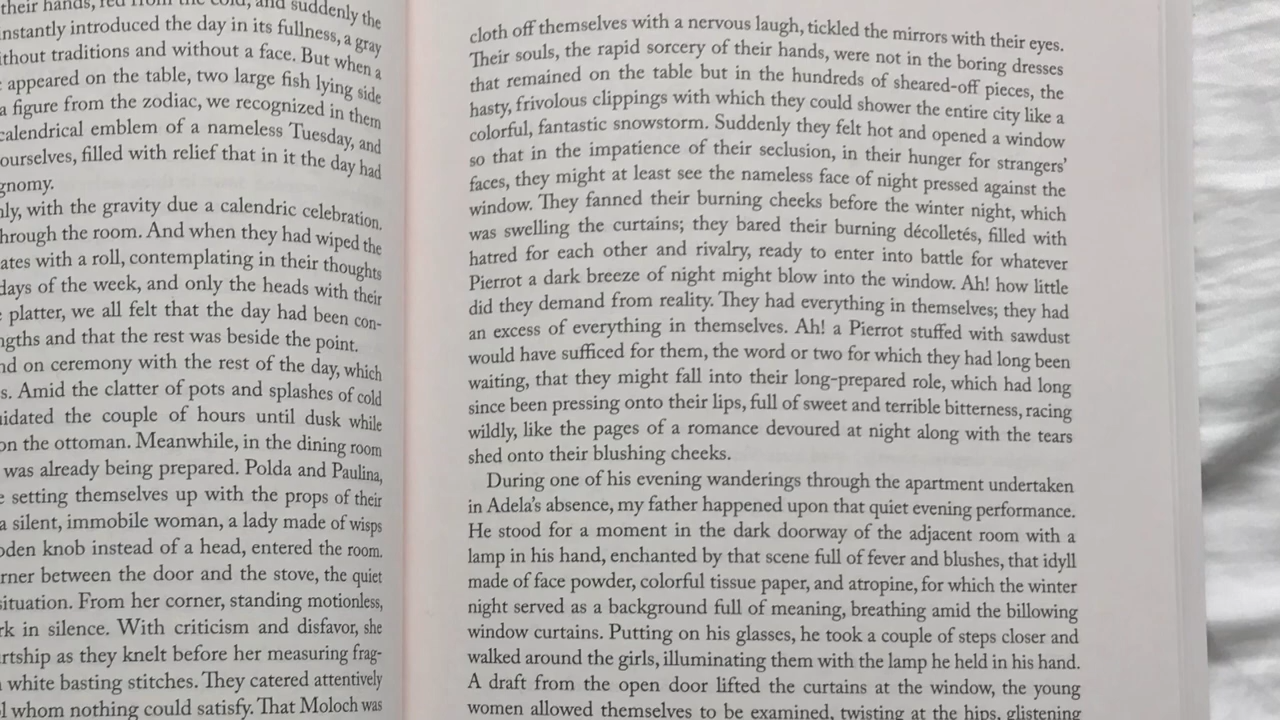 their hands, red from the cold, and suddenly the
instantly introduced the day in its fullness, a gray
ithout traditions and without a face. But when a
appeared on the table, two large fish lying side
a figure from the zodiac, we recognized in them
calendrical emblem of a nameless Tuesday, and
ourselves, filled with relief that in it the day had
gnomy.
nly, with the gravity due a calendric celebration,
hrough the room. And when they had wiped the
ates with a roll, contemplating in their thoughts
days of the week, and only the heads with their
platter, we all felt that the day had been con-
ngths and that the rest was beside the point.
nd on ceremony with the rest of the day, which
s. Amid the clatter of pots and splashes of cold
uidated the couple of hours until dusk while
on the ottoman. Meanwhile, in the dining room
was already being prepared. Polda and Paulina,
e setting themselves up with the props of their
a silent, immobile woman, a lady made of wisps
oden knob instead of a head, entered the room.
rner between the door and the stove, the quiet
situation. From her corner, standing motionless,
rk in silence. With criticism and disfavor, she
rtship as they knelt before her measuring frag-
white basting stitches. They catered attentively
l whom nothing could satisfy. That Moloch was
cloth off themselves with a nervous laugh, tickled the mirrors with their eyes.
Their souls, the rapid sorcery of their hands, were not in the boring dresses
that remained on the table but in the hundreds of sheared-off pieces, the
hasty, frivolous clippings with which they could shower the entire city like a
colorful, fantastic snowstorm. Suddenly they felt hot and opened a window
so that in the impatience of their seclusion, in their hunger for strangers'
faces, they might at least see the nameless face of night pressed against the
window. They fanned their burning cheeks before the winter night, which
was swelling the curtains; they bared their burning décolletés, filled with
hatred for each other and rivalry, ready to enter into battle for whatever
Pierrot a dark breeze of night might blow into the window. Ah! how little
did they demand from reality. They had everything in themselves; they had
an excess of everything in themselves. Ah! a Pierrot stuffed with sawdust
would have sufficed for them, the word or two for which they had long been
waiting, that they might fall into their long-prepared role, which had long
since been pressing onto their lips, full of sweet and terrible bitterness, racing
wildly, like the pages of a romance devoured at night along with the tears
shed onto their blushing cheeks.
During one of his evening wanderings through the apartment undertaken
in Adela's absence, my father happened upon that quiet evening performance.
He stood for a moment in the dark doorway of the adjacent room with a
lamp in his hand, enchanted by that scene full of fever and blushes, that idyll
made of face powder, colorful tissue paper, and atropine, for which the winter
night served as a background full of meaning, breathing amid the billowing
window curtains. Putting on his glasses, he took a couple of steps closer and
walked around the girls, illuminating them with the lamp he held in his hand.
A draft from the open door lifted the curtains at the window, the young
women allowed themselves to be examined, twisting at the hips, glistening